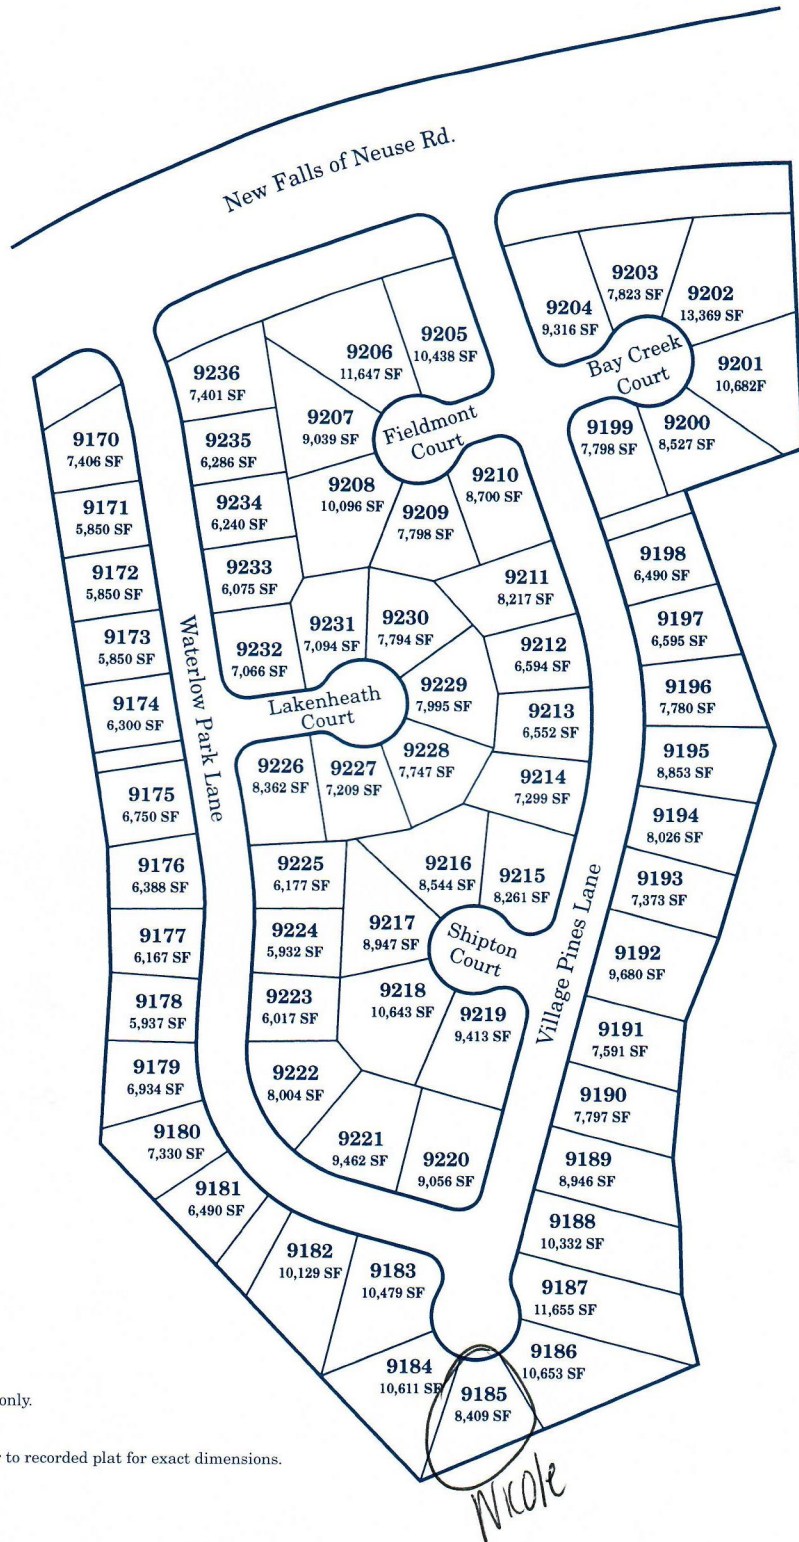 New Falls of Neuse Rd.
9203
7,823 SF
9202
13,369 SF
9204
9,316 SF
Bay Creek
Court
9201
10,682F
9199
7,798 SF
9200
8,527 SF
9205
10,438 SF
9206
11,647 SF
9236
7,401 SF
9207
9,039 SF
Fieldmont
Court
9235
6,286 SF
9170
7,406 SF
9208
10,096 SF
9209
7,798 SF
9210
8,700 SF
9234
6,240 SF
9171
5,850 SF
9233
6,075 SF
9172
5,850 SF
9211
8,217 SF
9198
6,490 SF
9231
7,094 SF
9230
7,794 SF
9232
7,066 SF
9173
5,850 SF
9212
6,594 SF
9197
6,595 SF
Waterlow Park Lane
9229
7,995 SF
Lakenheath
Court
9174
6,300 SF
9213
6,552 SF
9196
7,780 SF
9226
8,362 SF
9227
7,209 SF
9228
7,747 SF
9214
7,299 SF
9195
8,853 SF
9175
6,750 SF
9194
8,026 SF
9225
6,177 SF
9216
8,544 SF
9215
8,261 SF
9176
6,388 SF
9193
7,373 SF
9224
5,932 SF
9217
8,947 SF
Shipton
Court
Village Pines Lane
9177
6,167 SF
9192
9,680 SF
9223
6,017 SF
9218
10,643 SF
9219
9,413 SF
9178
5,937 SF
9191
7,591 SF
9179
6,934 SF
9222
8,004 SF
9190
7,797 SF
9180
7,330 SF
9221
9,462 SF
9220
9,056 SF
9189
8,946 SF
9181
6,490 SF
9188
10,332 SF
9182
10,129 SF
9183
10,479 SF
9187
11,655 SF
9184
10,611 SF
9185
8,409 SF
9186
10,653 SF
only.
to recorded plat for exact dimensions.
Nicole